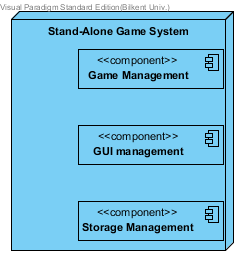 Visual Paradigm Standard Edition(Bilkent Univ.)
Stand-Alone Game System
<<component>>
Game Management
<<component>>
GUI management
<<component>>
Storage Management